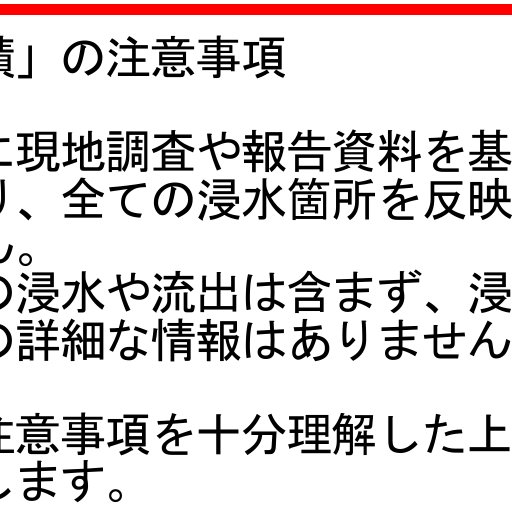 績」の注意事項
に現地調査や報告資料を基
り、全ての浸水箇所を反映
ん。
の浸水や流出は含まず、浸
の詳細な情報はありません
注意事項を十分理解した上
します。